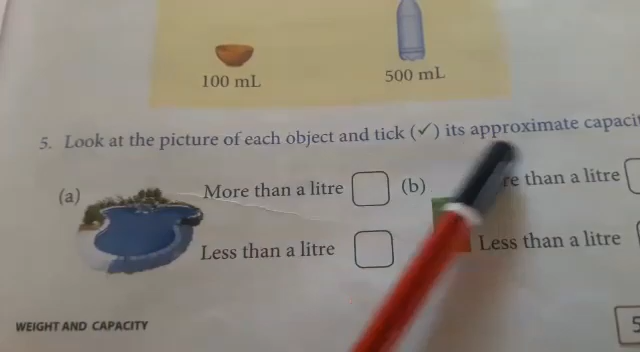 100 mL 500 mL
5. Look at the picture of each object and tick (✓) its approximate
(a) More than a litre (b) than a litre
Less than a litre Less than a litre
WEIGHT AND CAPACITY 5